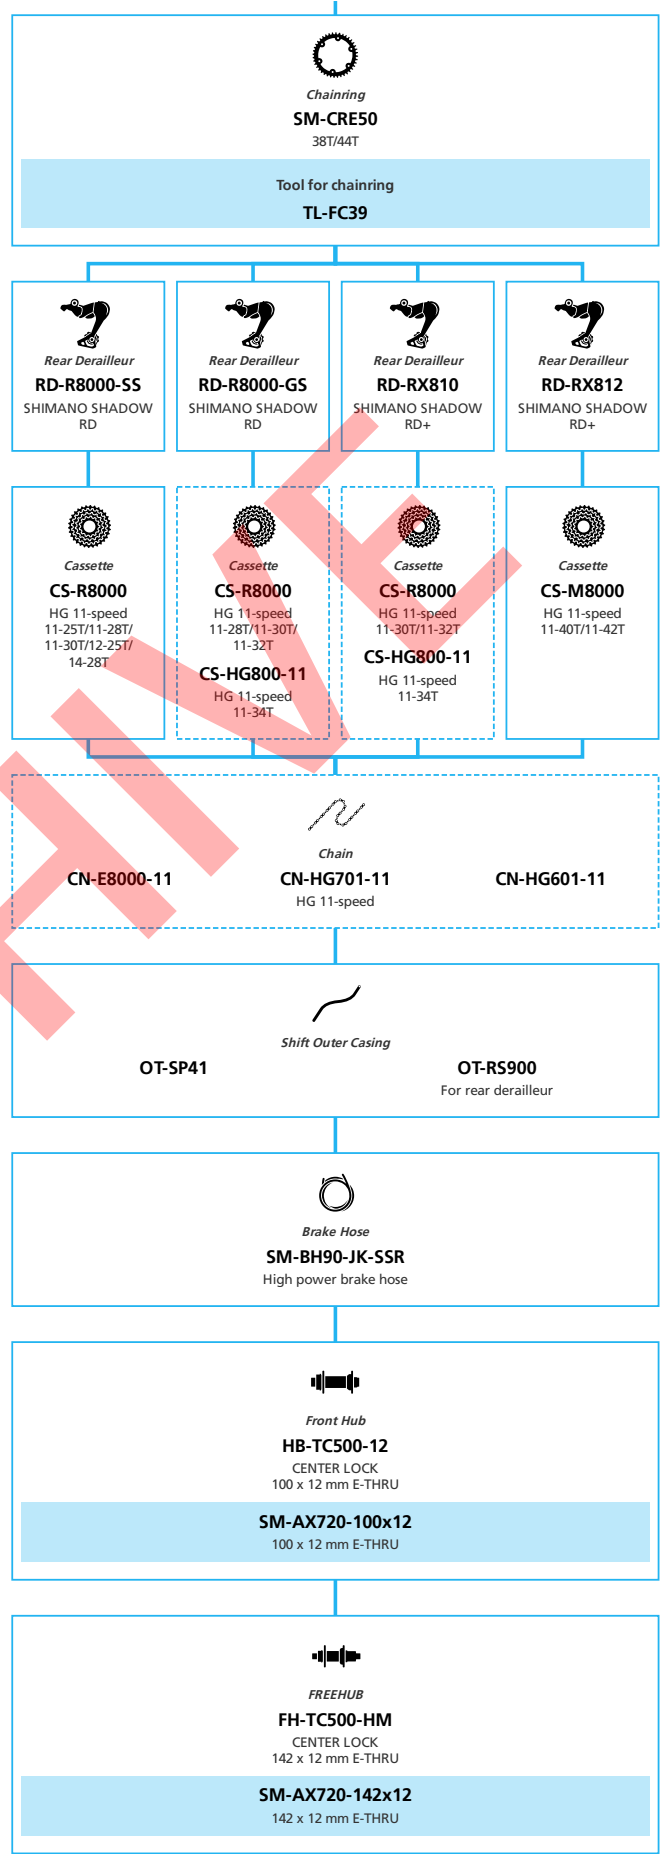 Chainring
SM-CRE50
38T/44T
Tool for chainring
TL-FC39
Rear Derailleur
RD-R8000-SS
SHIMANO SHADOW
RD
Rear Derailleur
RD-R8000-GS
SHIMANO SHADOW
RD
Rear Derailleur
RD-RX810
SHIMANO SHADOW
RD+
Rear Derailleur
RD-RX812
SHIMANO SHADOW
RD+
Cassette
CS-R8000
HG 11-speed
11-25T/11-28T/
11-30T/12-25T/
14-28T
Cassette
CS-R8000
HG 11-speed
11-28T/11-30T/
11-32T
CS-HG800-11
HG 11-speed
11-34T
Cassette
CS-R8000
HG 11-speed
11-30T/11-32T
CS-HG800-11
HG 11-speed
11-34T
Cassette
CS-M8000
HG 11-speed
11-40T/11-42T
Chain
CN-E8000-11
CN-HG701-11
HG 11-speed
CN-HG601-11
Shift Outer Casing
OT-SP41
OT-RS900
For rear derailleur
Brake Hose
SM-BH90-JK-SSR
High power brake hose
Front Hub
HB-TC500-12
CENTER LOCK
100 x 12 mm E-THRU
SM-AX720-100x12
100 x 12 mm E-THRU
FREEHUB
FH-TC500-HM
CENTER LOCK
142 x 12 mm E-THRU
SM-AX720-142x12
142 x 12 mm E-THRU
HIVE